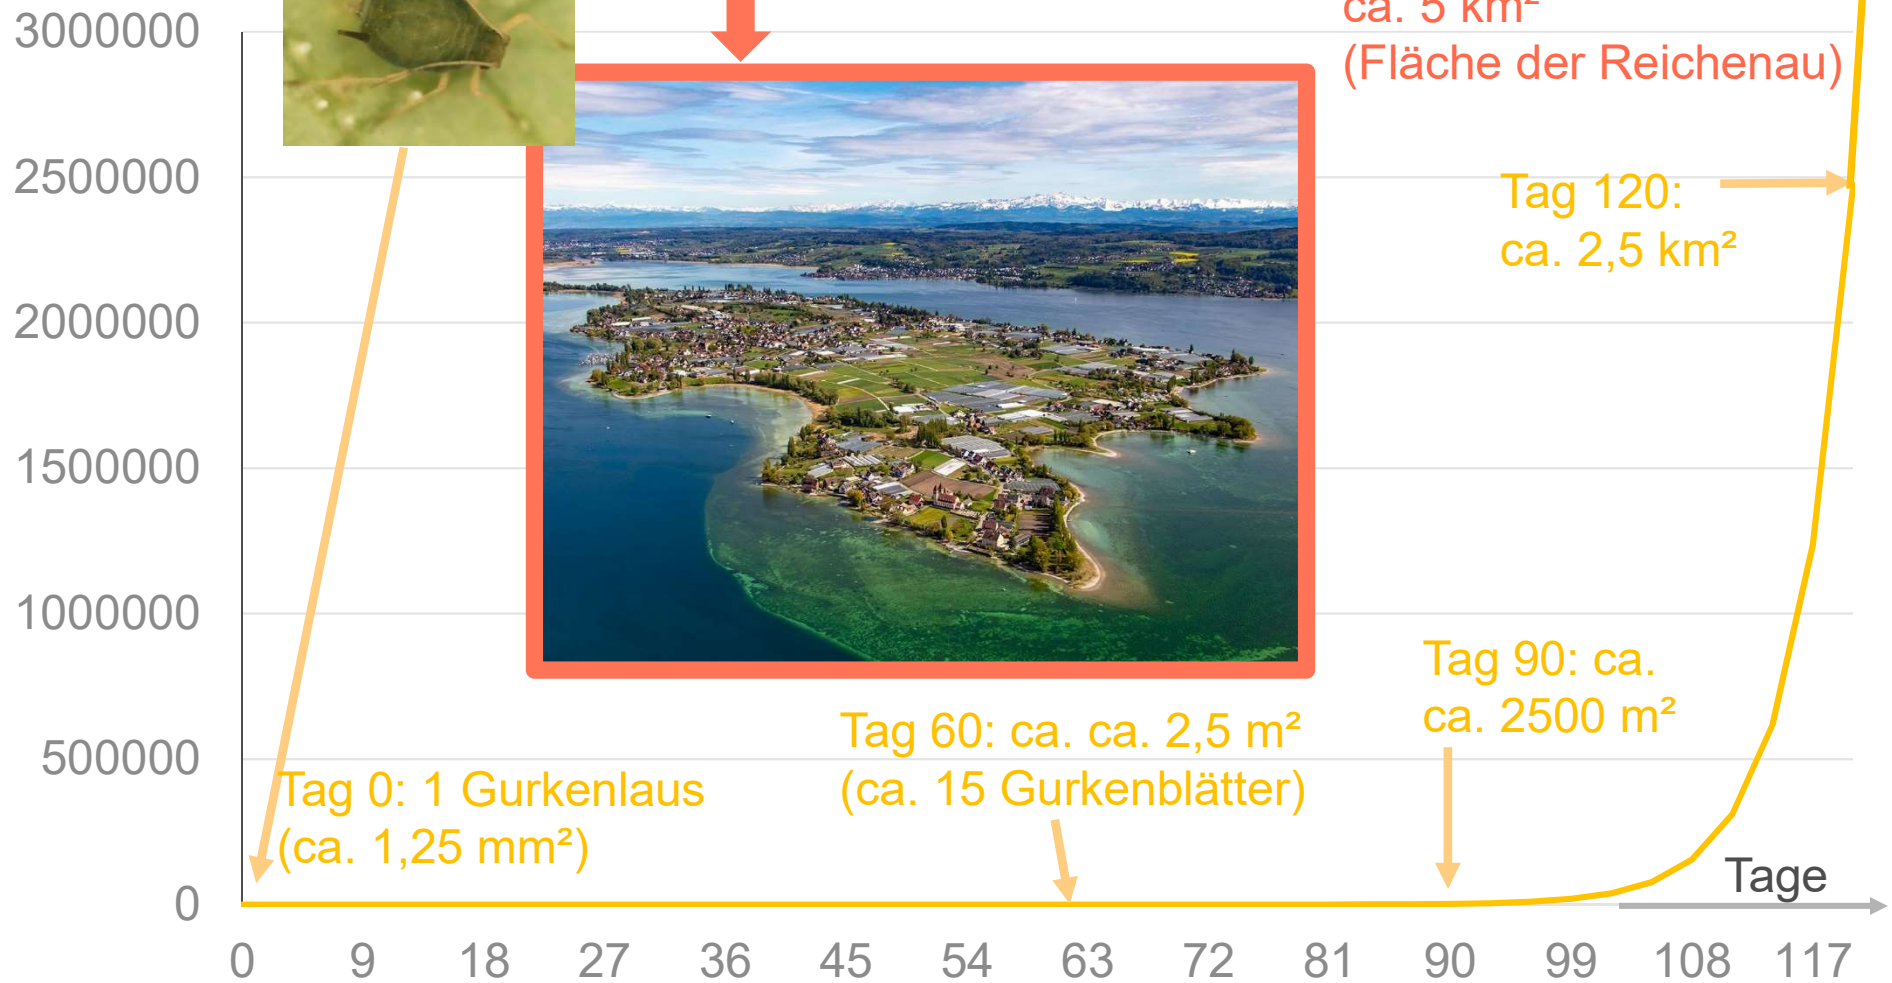 ca. 5 km²
(Fläche der Reichenau)
3000000
2500000
2000000
1500000
1000000
500000
0
Tag 120:
ca. 2,5 km²
Tag 90: ca.
ca. 2500 m²
Tag 60: ca. ca. 2,5 m²
(ca. 15 Gurkenblätter)
Tag 0: 1 Gurkenlaus
(ca. 1,25 mm²)
Tage
0 9 18 27 36 45 54 63 72 81 90 99 108 117